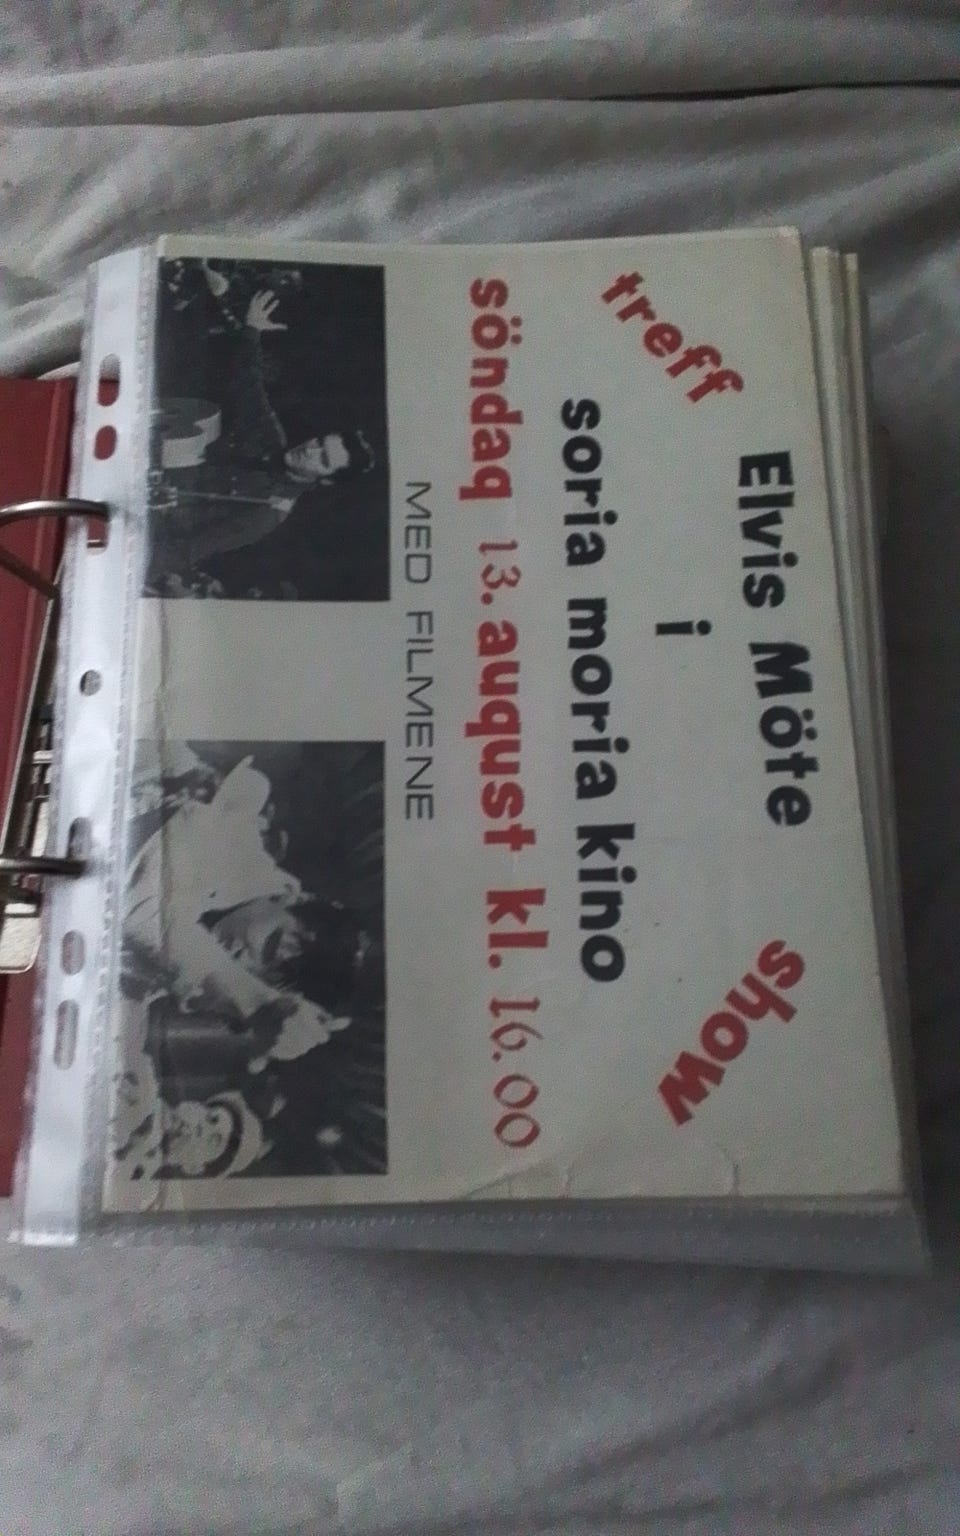 treff
Elvis Möte
show
i
soria moria kino
söndag 13. august kl. 16.00
MED FILMENE